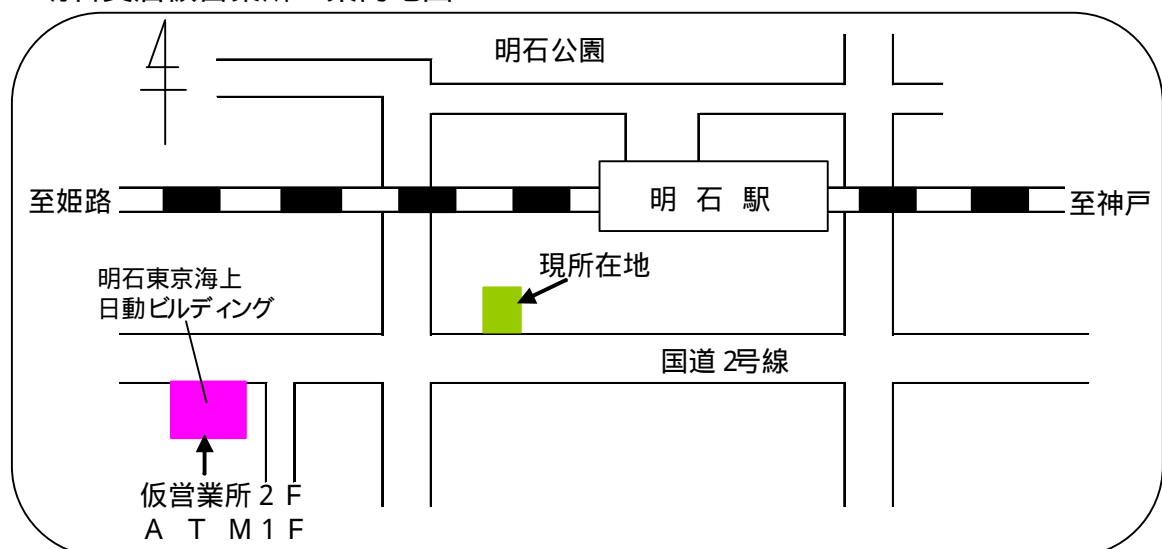 明石公園
至姫路
明 石 駅
至神戸
現所在地
明石東京海上
日動ビルディング
国道2号線
仮営業所2F
ATM1F
F